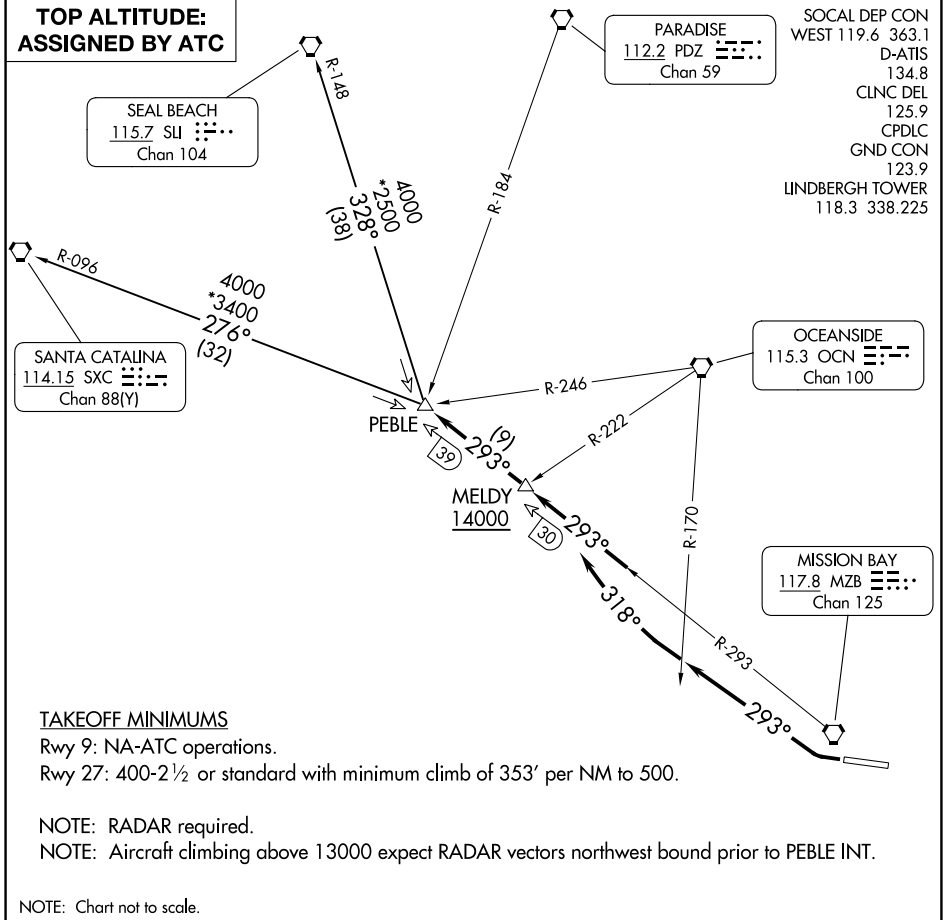 TOP ALTITUDE:
ASSIGNED BY ATC
SOCAL DEP CON
WEST 119.6 363.1
D-ATIS
134.8
CLNC DEL
125.9
CPDLC
GND CON
123.9
LINDBERGH TOWER
118.3 338.225
PARADISE
112.2 PDZ
Chan 59
SEAL BEACH
115.7 SLI
Chan 104
R-148
R-184
4000
*2500
328°
(38)
R-096
4000
*3400
276°
(32)
SANTA CATALINA
114.15 SXC
Chan 88(Y)
OCEANSIDE
115.3 OCN
Chan 100
R-246
R-222
R-170
PEBLE
39
(9)
293°
MELDY
14000
30
293°
318°
MISSION BAY
117.8 MZB
Chan 125
R-293
293°
TAKEOFF MINIMUMS
Rwy 9: NA-ATC operations.
Rwy 27: 400-2½ or standard with minimum climb of 353' per NM to 500.
NOTE: RADAR required.
NOTE: Aircraft climbing above 13000 expect RADAR vectors northwest bound prior to PEBLE INT.
NOTE: Chart not to scale.